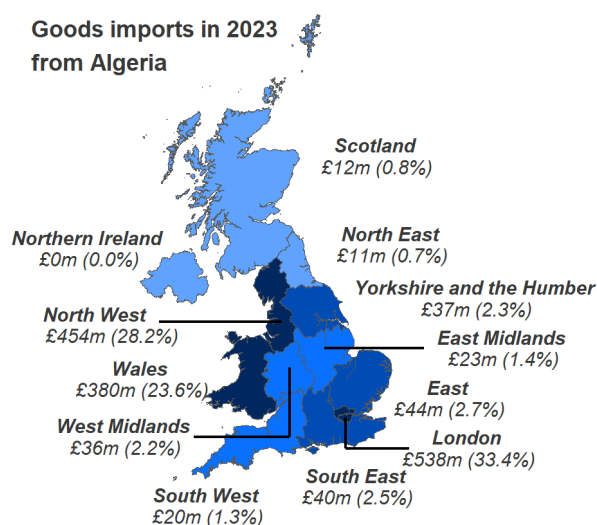 Goods imports in 2023
from Algeria
Scotland
£12m (0.8%)
Northern Ireland
£0m (0.0%)
North East
£11m (0.7%)
Yorkshire and the Humber
£37m (2.3%)
North West
£454m (28.2%)
East Midlands
£23m (1.4%)
Wales
£380m (23.6%)
East
£44m (2.7%)
West Midlands
£36m (2.2%)
London
£538m (33.4%)
South East
£40m (2.5%)
South West
£20m (1.3%)